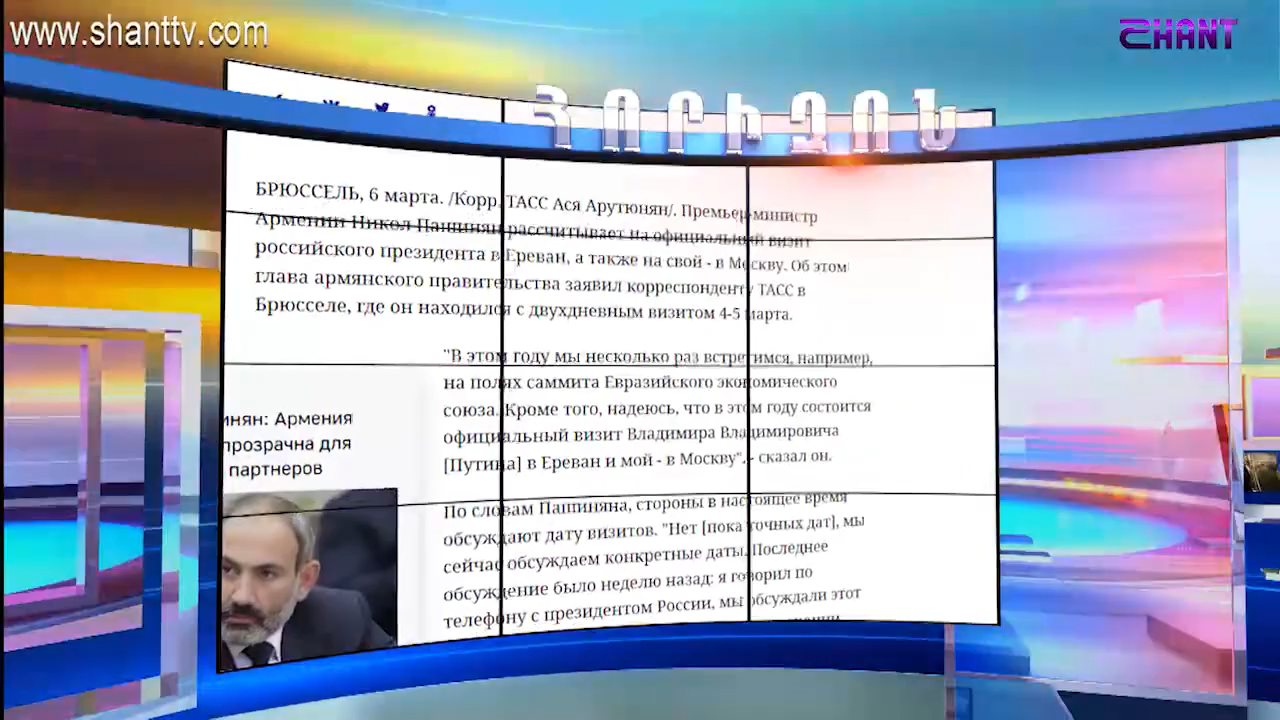 www.shanttv.com
SHANT
ՀՈՐԻԶՈՆ
БРЮССЕЛЬ, 6 марта. /Корр. ТАСС Ася Арутюнян/. Премьер-министр
Армении Никол Пашинян рассчитывает на официальный визит
российского президента в Ереван, а также на свой - в Москву. Об этом
глава армянского правительства заявил корреспонденту ТАСС в
Брюсселе, где он находился с двухдневным визитом 4-5 марта.
"В этом году мы несколько раз встретимся, например,
на полях саммита Евразийского экономического
союза. Кроме того, надеюсь, что в этом году состоится
официальный визит Владимира Владимировича
[Путина] в Ереван и мой - в Москву", - сказал он.
инян: Армения
прозрачна для
партнеров
По словам Пашиняна, стороны в настоящее время
обсуждают дату визитов. "Нет [пока точных дат], мы
сейчас обсуждаем конкретные даты. Последнее
обсуждение было неделю назад: я говорил по
телефону с президентом России, мы обсуждали этот